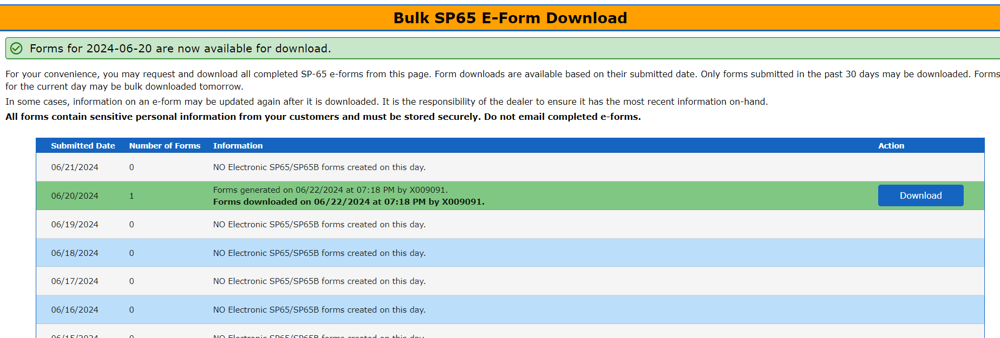 Bulk SP65 E-Form Download
Forms for 2024-06-20 are now available for download.
For your convenience, you may request and download all completed SP-65 e-forms from this page. Form downloads are available based on their submitted date. Only forms submitted in the past 30 days may be downloaded. Forms
for the current day may be bulk downloaded tomorrow.
In some cases, information on an e-form may be updated again after it is downloaded. It is the responsibility of the dealer to ensure it has the most recent information on-hand.
All forms contain sensitive personal information from your customers and must be stored securely. Do not email completed e-forms.
Submitted Date Number of Forms Information Action
06/21/2024 0 NO Electronic SP65/SP65B forms created on this day.
06/20/2024 1 Forms generated on 06/22/2024 at 07:18 PM by X009091.
Forms downloaded on 06/22/2024 at 07:18 PM by X009091.
Download
06/19/2024 0 NO Electronic SP65/SP65B forms created on this day.
06/18/2024 0 NO Electronic SP65/SP65B forms created on this day.
06/17/2024 0 NO Electronic SP65/SP65B forms created on this day.
06/16/2024 0 NO Electronic SP65/SP65B forms created on this day.
06/15/2024 0 NO Electronic SP65/SP65B forms created on this day.